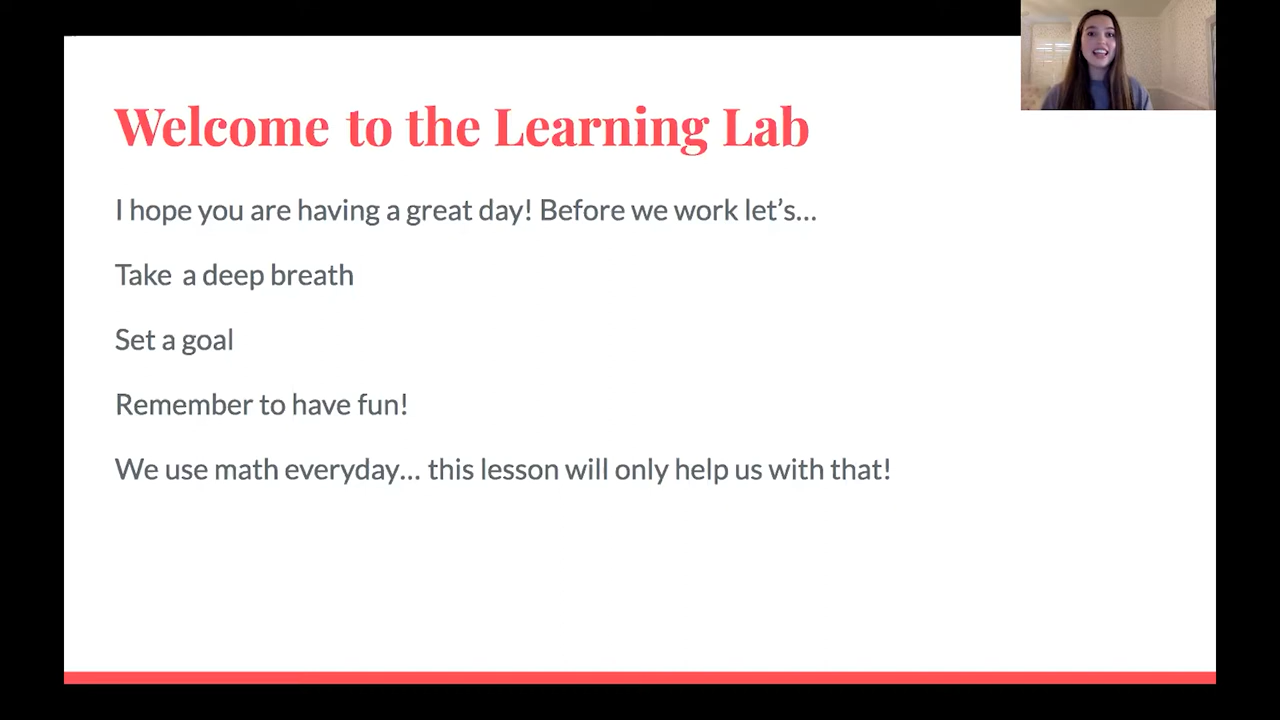 Welcome to the Learning Lab
I hope you are having a great day! Before we work let’s...
Take a deep breath
Set a goal
Remember to have fun!
We use math everyday... this lesson will only help us with that!